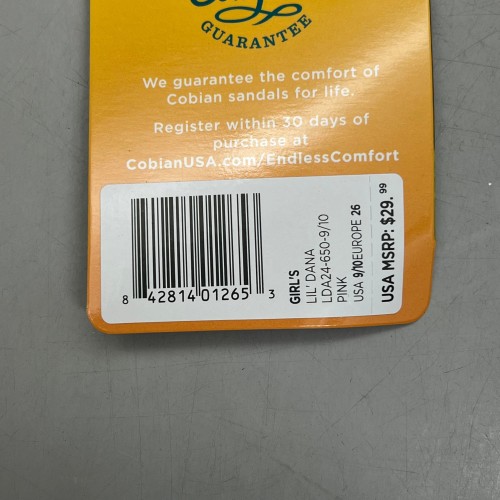 GUARANTEE
We guarantee the comfort of
Cobian sandals for life.
Register within 30 days of
purchase at
CobianUSA.com/EndlessComfort
8 42814 01265 3
GIRL'S
LIL' DANA
LDA24-650-9/10
PINK
USA 9/10 EUROPE 26
USA MSRP: $29.99